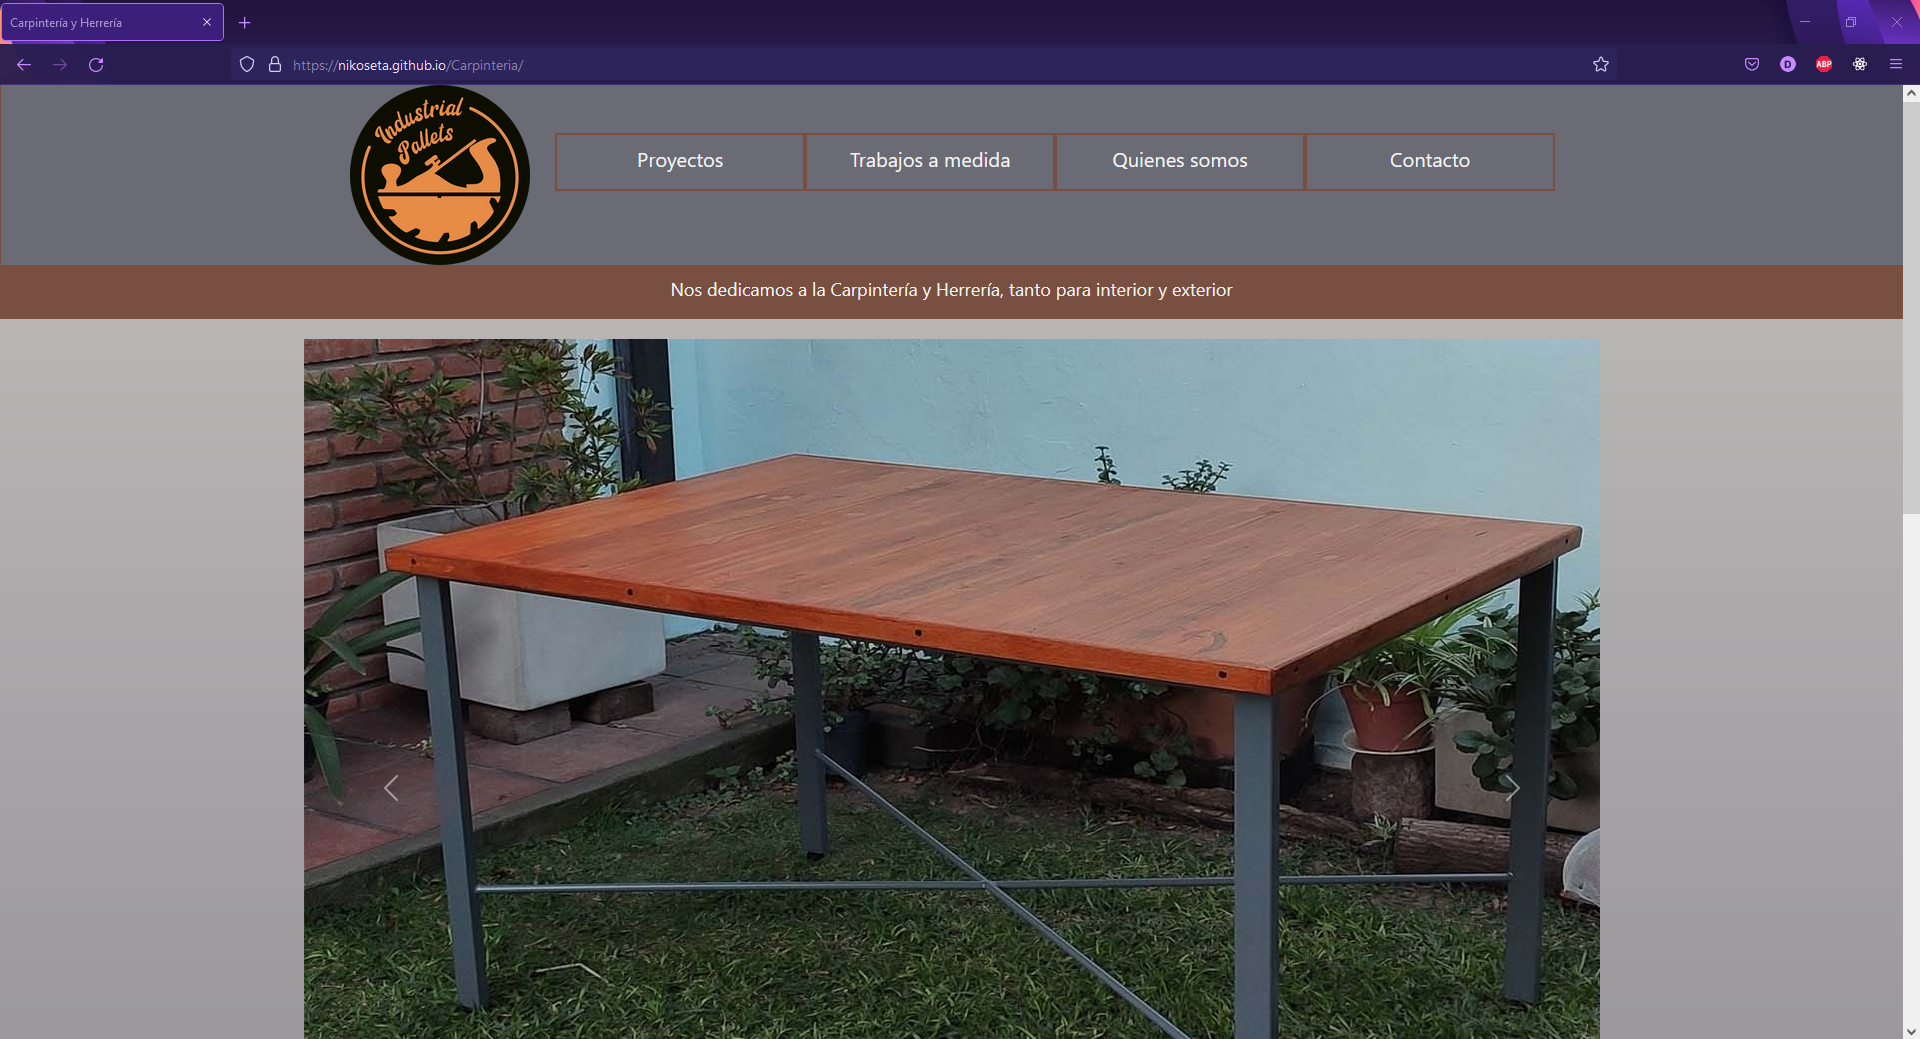 Carpintería y Herrería
https://nikoseta.github.io/Carpinteria/
D
ABP
Industrial
Pallets
Proyectos
Trabajos a medida
Quienes somos
Contacto
Nos dedicamos a la Carpintería y Herrería, tanto para interior y exterior